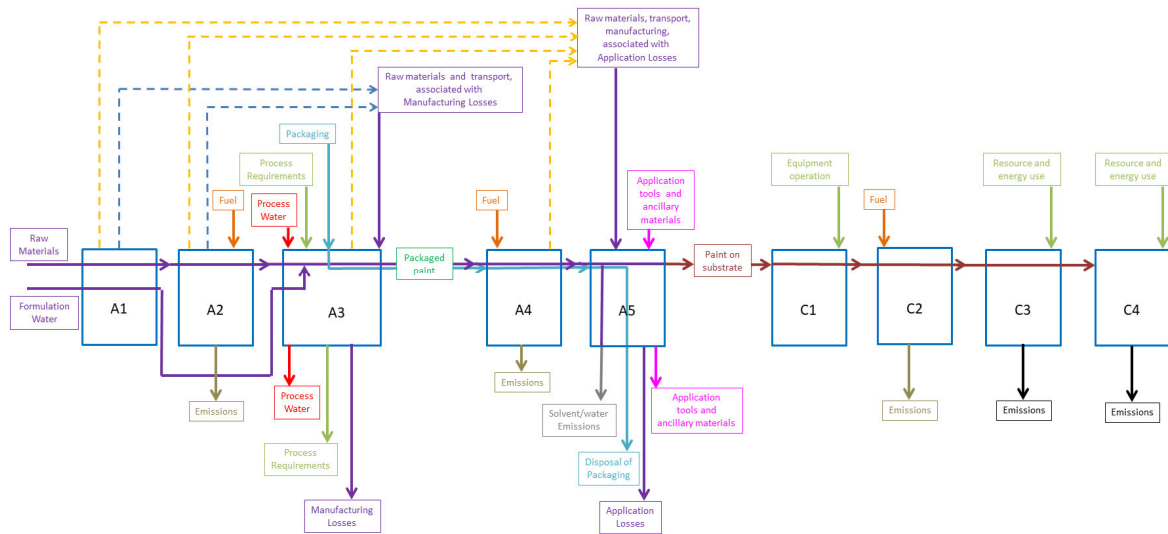 Raw materials, transport,
manufacturing,
associated with
Application Losses
Raw materials and transport,
associated with
Manufacturing Losses
Packaging
Process
Requirements
Fuel
Process
Water
Fuel
Application
tools and
ancillary
materials
Equipment
operation
Fuel
Resource and
energy use
Resource and
energy use
Raw
Materials
Formulation
Water
Packaged
paint
Paint on
substrate
A1
A2
A3
A4
A5
C1
C2
C3
C4
Emissions
Process
Water
Process
Requirements
Manufacturing
Losses
Emissions
Solvent/water
Emissions
Application
tools and
ancillary materials
Disposal of
Packaging
Application
Losses
Emissions
Emissions
Emissions